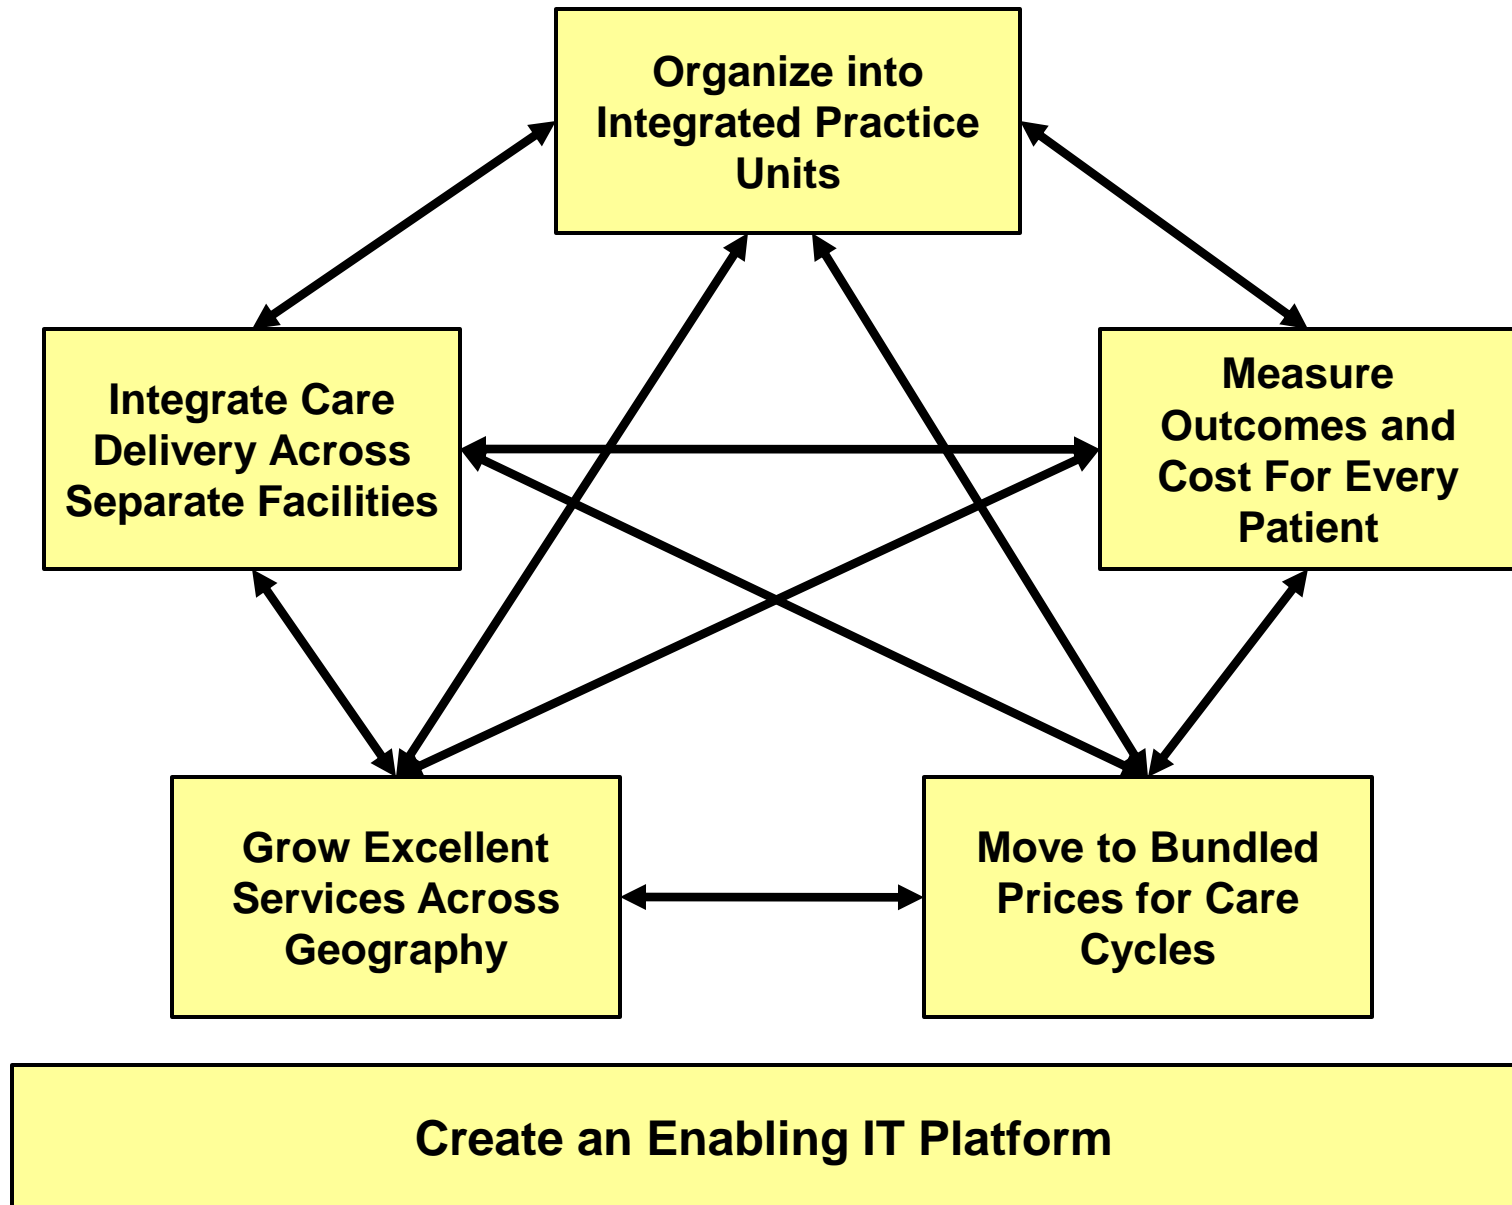 Organize into
Integrated Practice
Units
Integrate Care
Delivery Across
Separate Facilities
Measure
Outcomes and
Cost For Every
Patient
Grow Excellent
Services Across
Geography
Move to Bundled
Prices for Care
Cycles
Create an Enabling IT Platform